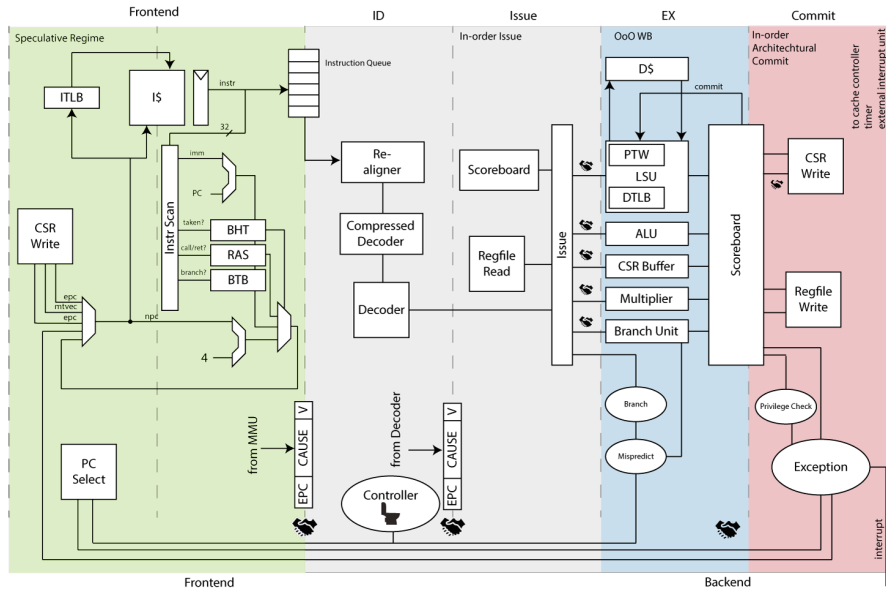 Frontend
ID
Issue
EX
Commit
Speculative Regime
In-order Issue
OoO WB
In-order
Architechtural
Commit
to cache controller
timer
external interrupt unit
ITLB
I$
instr
Instruction Queue
32
D$
commit
Instr Scan
imm
PC
taken?
BHT
call/ret?
RAS
branch?
BTB
Re-
aligner
Compressed
Decoder
Decoder
Scoreboard
Regfile
Read
Issue
PTW
LSU
DTLB
ALU
CSR Buffer
Multiplier
Branch Unit
Scoreboard
CSR
Write
Regfile
Write
CSR
Write
epc
mtvec
epc
npc
4
from MMU
EPC
CAUSE
V
from Decoder
EPC
CAUSE
V
Branch
Mispredict
Privilege Check
Exception
PC
Select
Controller
interrupt
Frontend
Backend